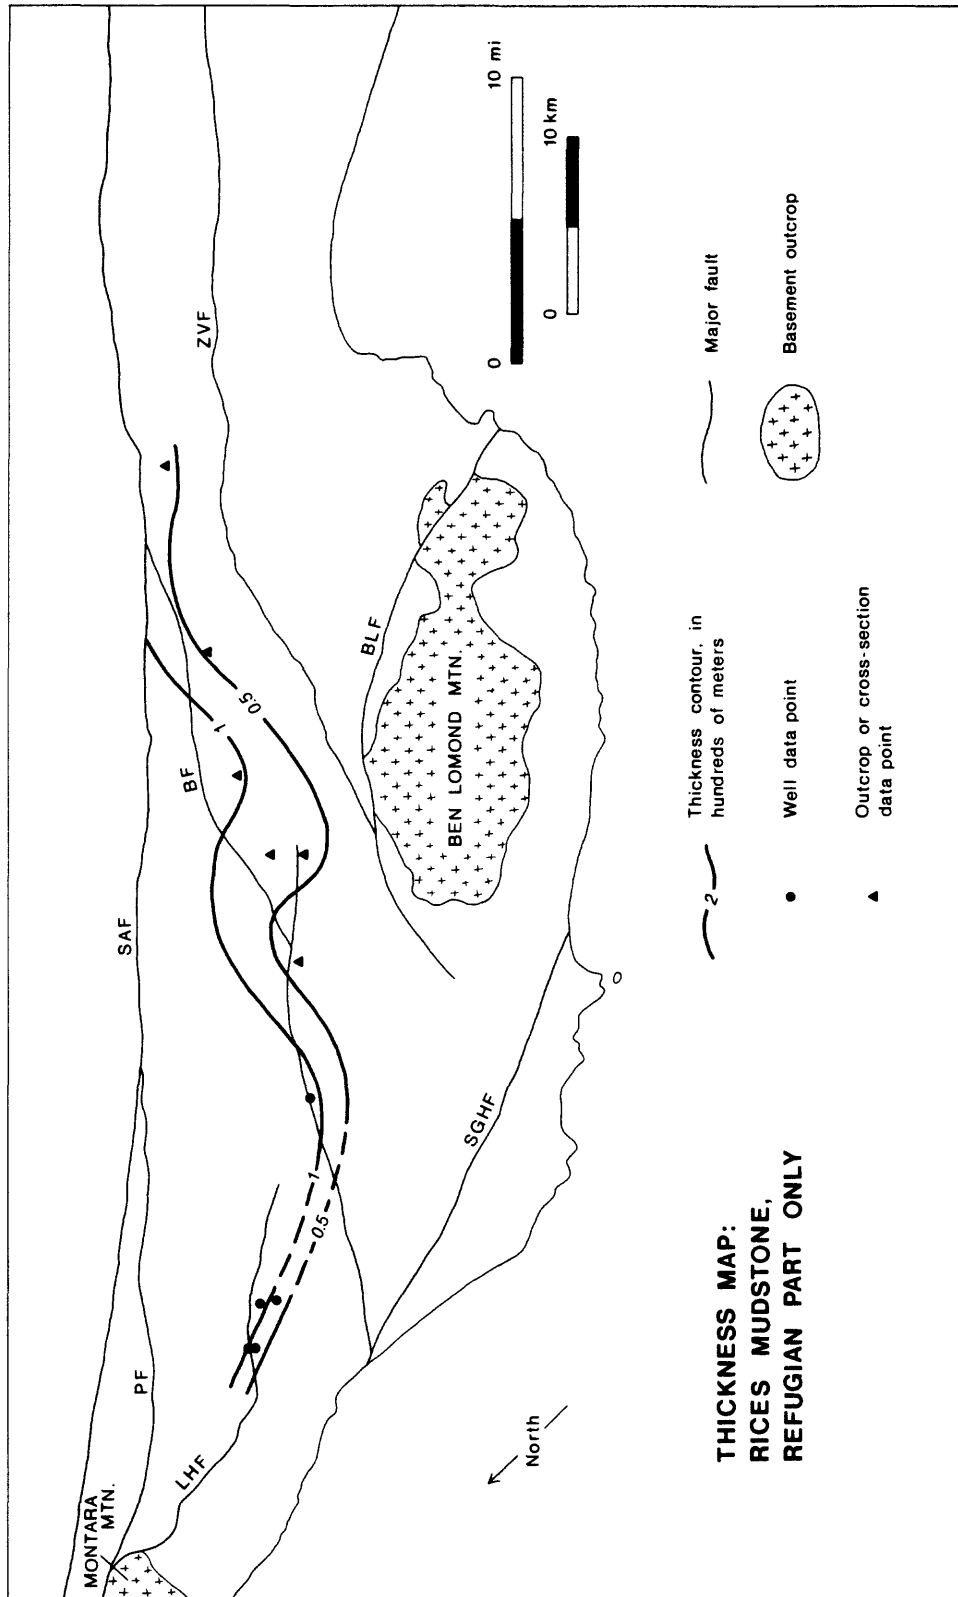 MONTARA
MTN.
PF
LHF
SAF
BF
ZVF
1
0.5
1
0.5
SGHF
BLF
BEN LOMOND MTN.
North
0
10 mi
0
10 km
THICKNESS MAP:
RICES MUDSTONE,
REFUGIAN PART ONLY
2
Thickness contour, in
hundreds of meters
Well data point
Outcrop or cross-section
data point
Major fault
Basement outcrop